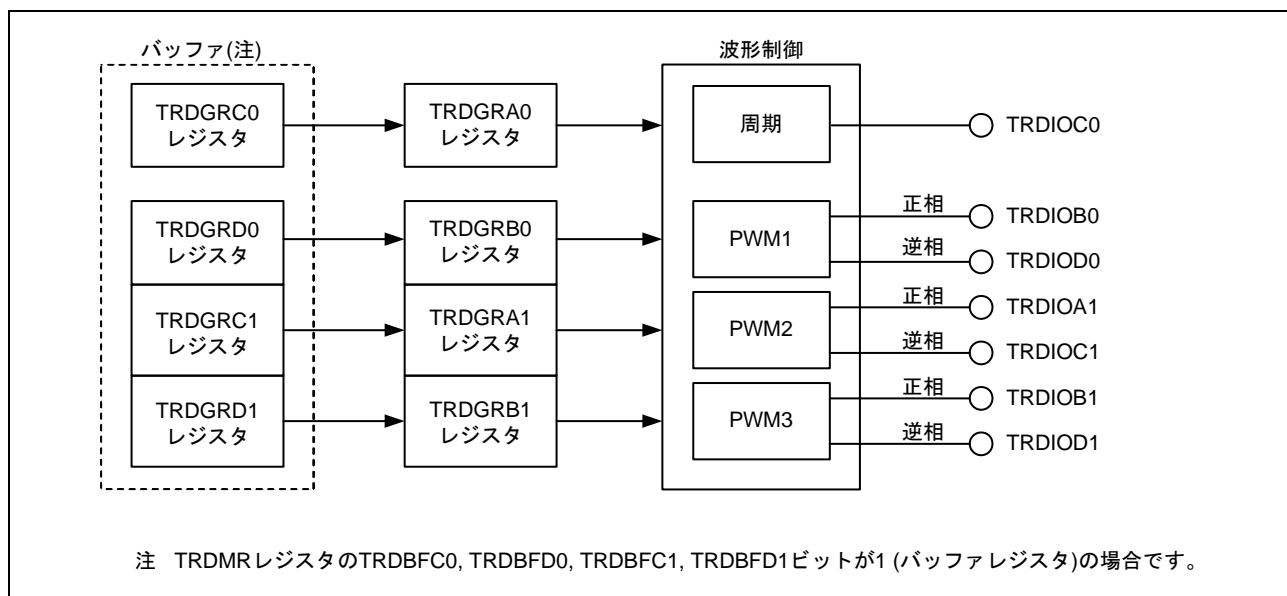 バッファ(注)
波形制御
TRDGRC0
レジスタ
TRDGRA0
レジスタ
周期
TRDIOC0
TRDGRD0
レジスタ
TRDGRB0
レジスタ
PWM1
正相
TRDIOB0
逆相
TRDIOD0
TRDGRC1
レジスタ
TRDGRA1
レジスタ
PWM2
正相
TRDIOA1
逆相
TRDIOC1
TRDGRD1
レジスタ
TRDGRB1
レジスタ
PWM3
正相
TRDIOB1
逆相
TRDIOD1
注 TRDMRレジスタのTRDBFC0, TRDBFD0, TRDBFC1, TRDBFD1ビットが1 (バッファレジスタ)の場合です。